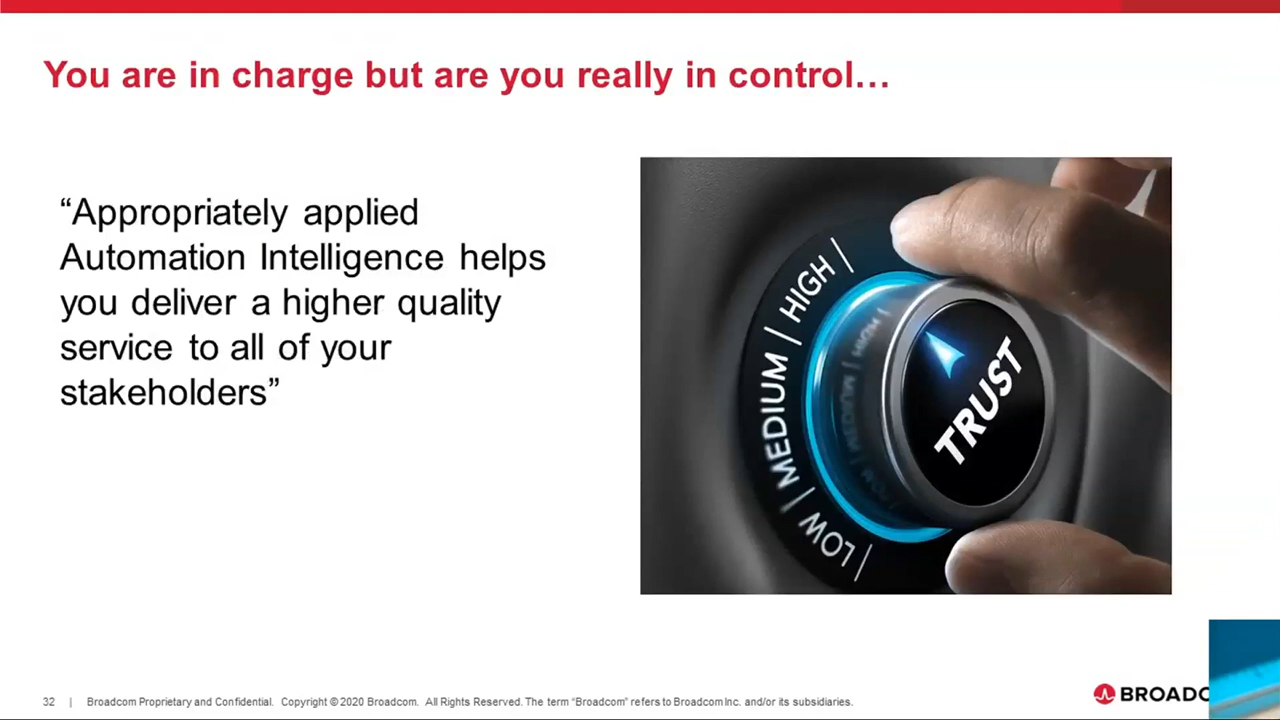 You are in charge but are you really in control…
“Appropriately applied
Automation Intelligence helps
you deliver a higher quality
service to all of your
stakeholders”
HIGH
MEDIUM
LOW
TRUST
32 | Broadcom Proprietary and Confidential. Copyright © 2020 Broadcom. All Rights Reserved. The term “Broadcom” refers to Broadcom Inc. and/or its subsidiaries.